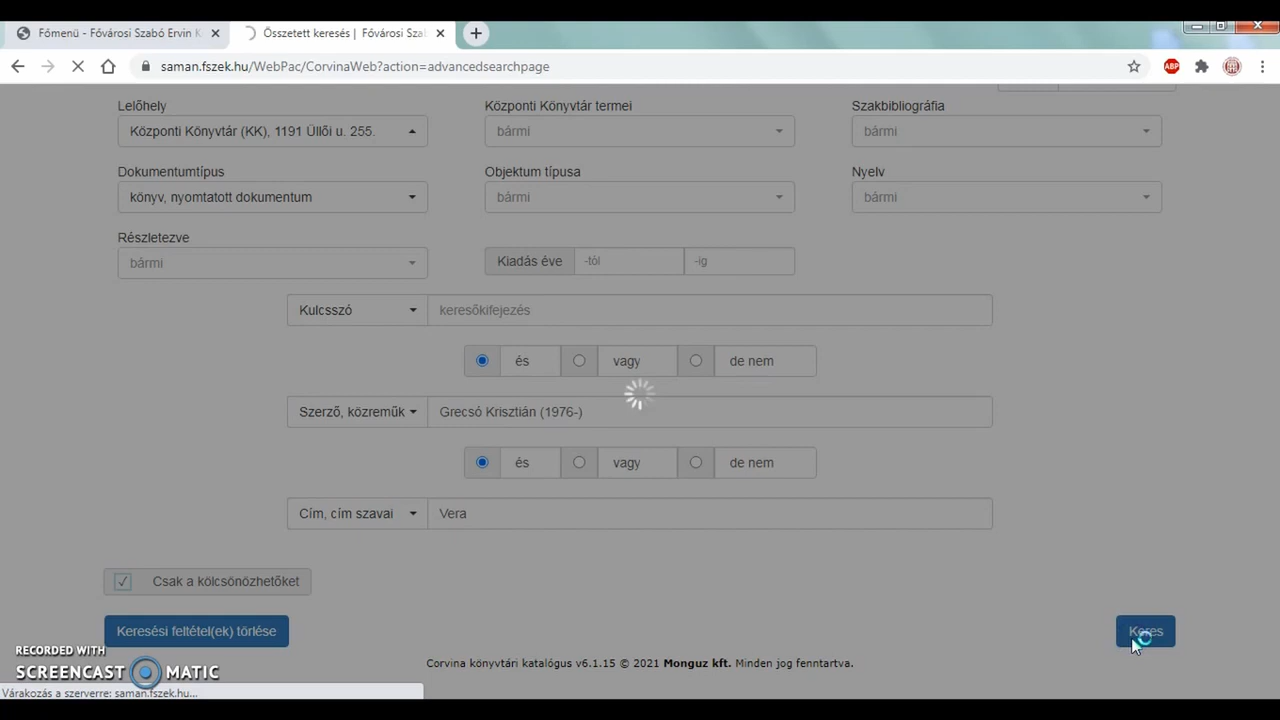 Főmenü - Fővárosi Szabó Ervin K
Összetett keresés | Fővárosi Sza
saman.fszek.hu/WebPac/CorvinaWeb?action=advancedsearchpage
ABP
Lelőhely
Központi Könyvtár termei
Szakbibliográfia
Központi Könyvtár (KK), 1191 Üllői u. 255.
bármi
bármi
Dokumentumtípus
Objektum típusa
Nyelv
könyv, nyomtatott dokumentum
bármi
bármi
Részletezve
bármi
Kiadás éve
-tól
-ig
Kulcsszó
keresőkifejezés
és
vagy
de nem
Szerző, közreműk
Grecsó Krisztián (1976-)
és
vagy
de nem
Cím, cím szavai
Vera
Csak a kölcsönözhetőket
Keresési feltétel(ek) törlése
Keres
RECORDED WITH
SCREENCAST MATIC
Corvina könyvtári katalógus v6.1.15 © 2021 Monguz kft. Minden jog fenntartva.
Várakozás a szerverre: saman.fszek.hu...